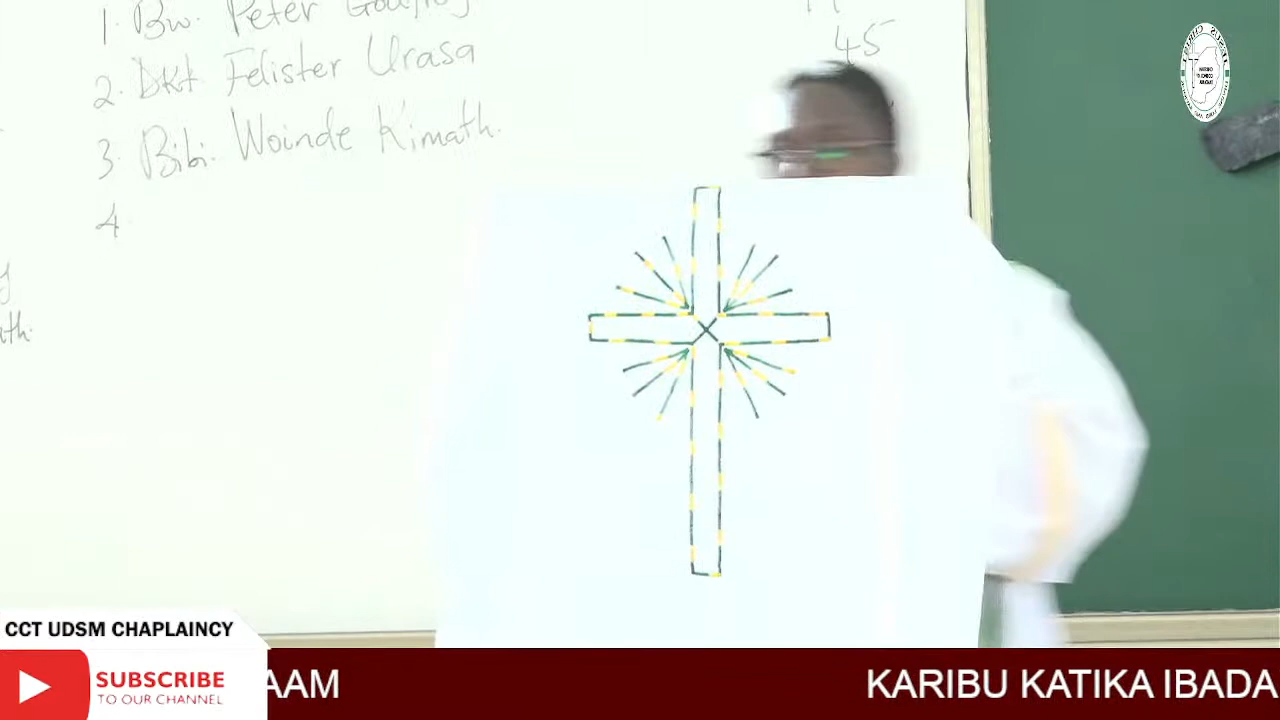 1. Bw. Peter
45
2. Dkt Felister Urasa
3. Bibi. Woinde Kimath.
4
CCT UDSM CHAPLAINCY
SUBSCRIBE
TO OUR CHANNEL
AAM
KARIBU KATIKA IBADA